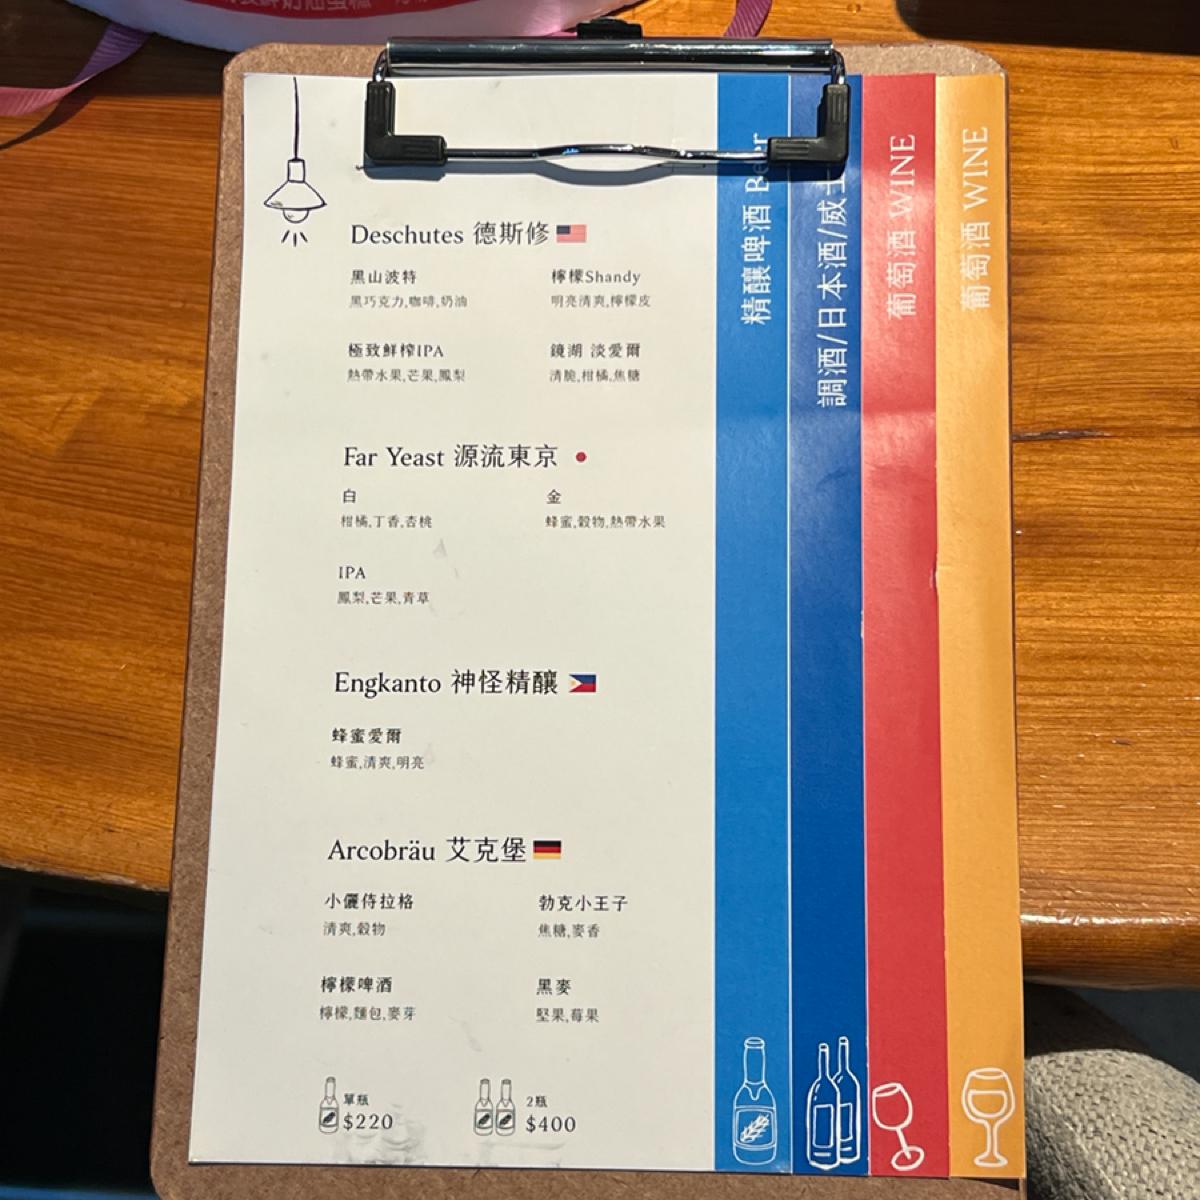 Deschutes 德斯修
黑山波特
黑巧克力,咖啡,奶油
檸檬Shandy
明亮清爽,檸檬皮
極致鮮榨IPA
熱帶水果,芒果,鳳梨
鏡湖 淡愛爾
清脆,柑橘,焦糖
Far Yeast 源流東京
白
柑橘,丁香,杏桃
金
蜂蜜,穀物,熱帶水果
IPA
鳳梨,芒果,青草
Engkanto 神怪精釀
蜂蜜愛爾
蜂蜜,清爽,明亮
Arcobräu 艾克堡
小儷侍拉格
清爽,穀物
勃克小王子
焦糖,麥香
檸檬啤酒
檸檬,麵包,麥芽
黑麥
堅果,莓果
單瓶
$220
2瓶
$400
精釀啤酒 Beer
調酒/日本酒/威士
葡萄酒 WINE
葡萄酒 WINE